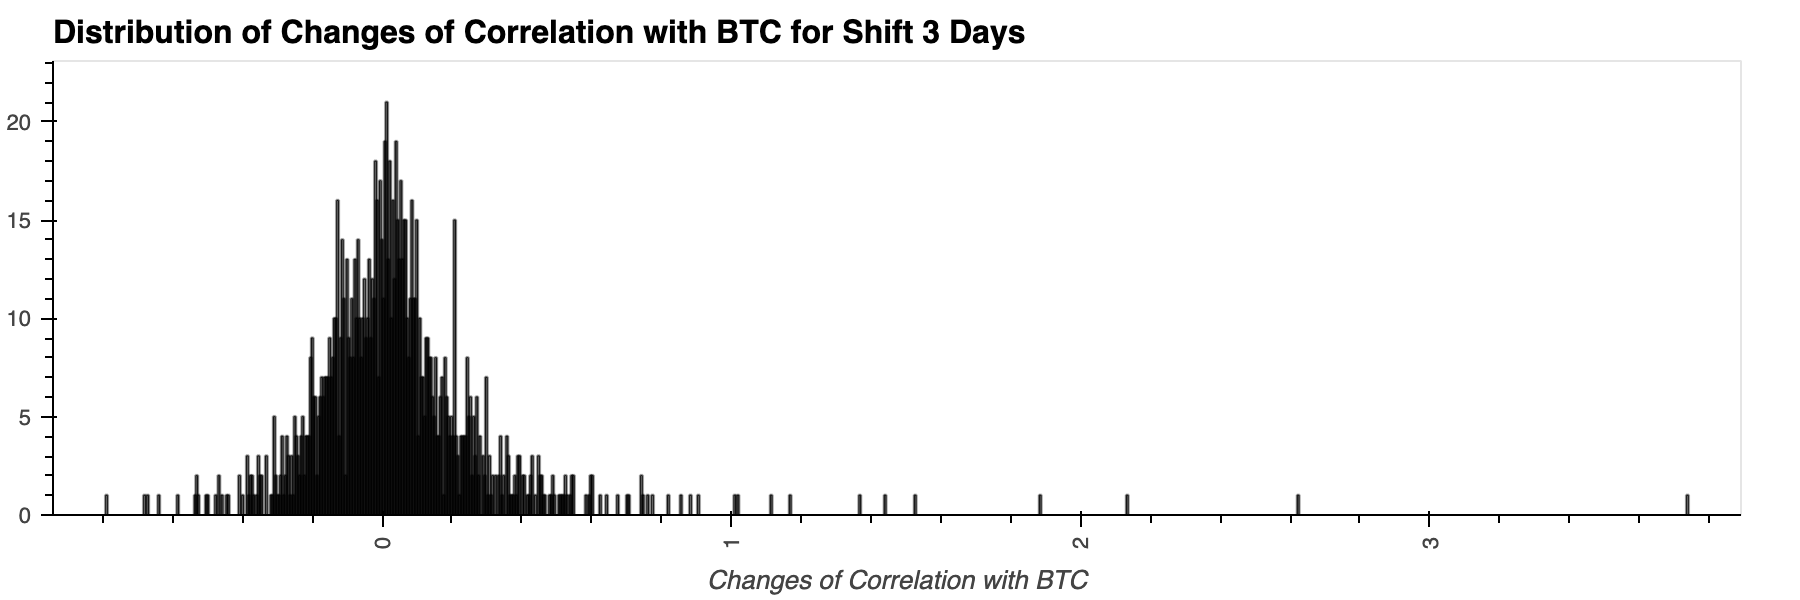 Distribution of Changes of Correlation with BTC for Shift 3 Days
20
15
10
5
0
0 1 2 3
Changes of Correlation with BTC